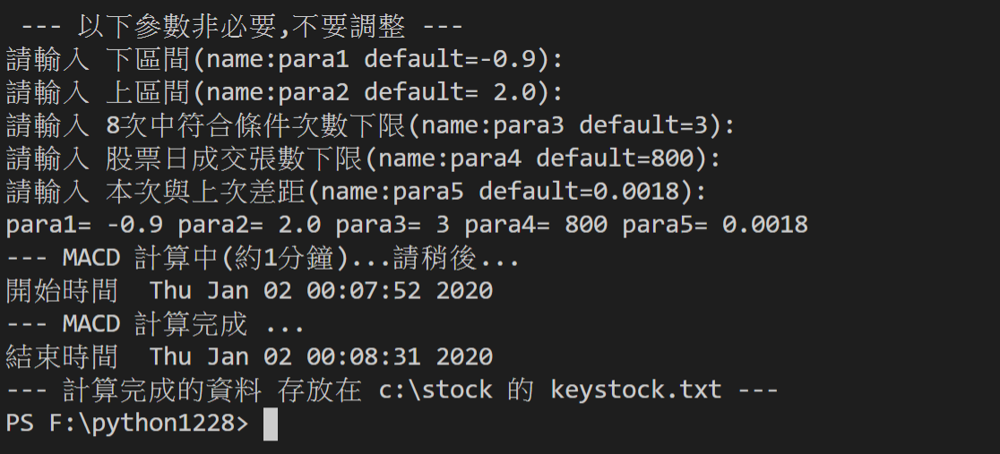 --- 以下參數非必要,不要調整 ---
請輸入 下區間(name:para1 default=-0.9):
請輸入 上區間(name:para2 default= 2.0):
請輸入 8次中符合條件次數下限(name:para3 default=3):
請輸入 股票日成交張數下限(name:para4 default=800):
請輸入 本次與上次差距(name:para5 default=0.0018):
para1= -0.9 para2= 2.0 para3= 3 para4= 800 para5= 0.0018
--- MACD 計算中(約1分鐘)...請稍後...
開始時間  Thu Jan 02 00:07:52 2020
--- MACD 計算完成 ...
結束時間  Thu Jan 02 00:08:31 2020
--- 計算完成的資料 存放在 c:\stock 的 keystock.txt ---
PS F:\python1228>